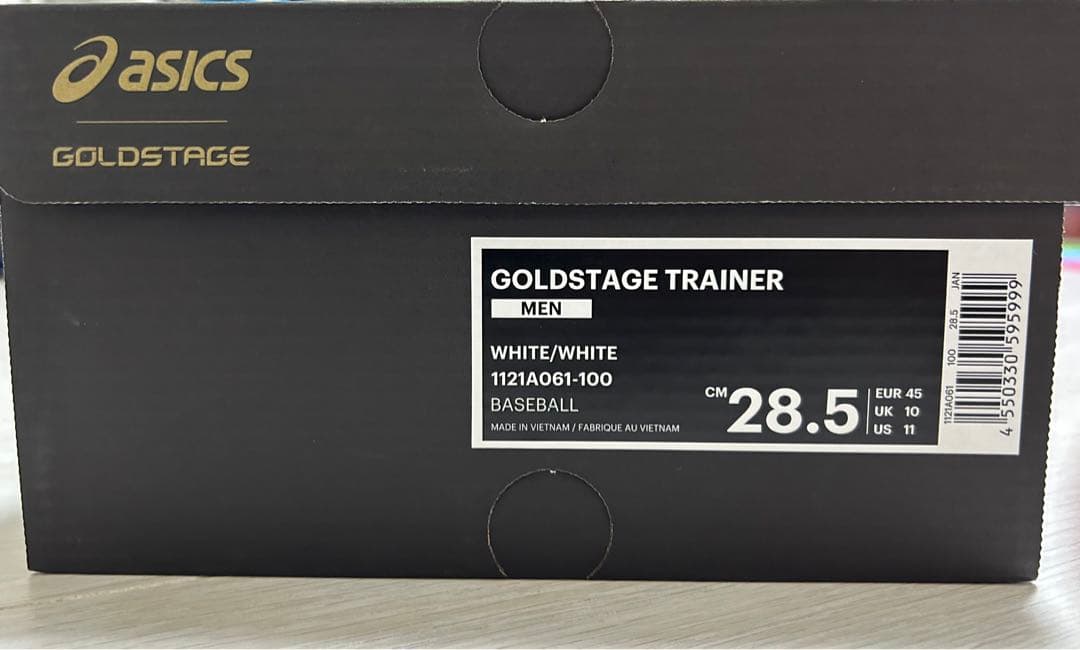 asics
GOLDSTAGE
GOLDSTAGE TRAINER
MEN
WHITE/WHITE
1121A061-100
BASEBALL
MADE IN VIETNAM / FABRIQUE AU VIETNAM
CM 28.5
EUR 45
UK 10
US 11
1121A061 100 28.5 JAN
4 550330 595999